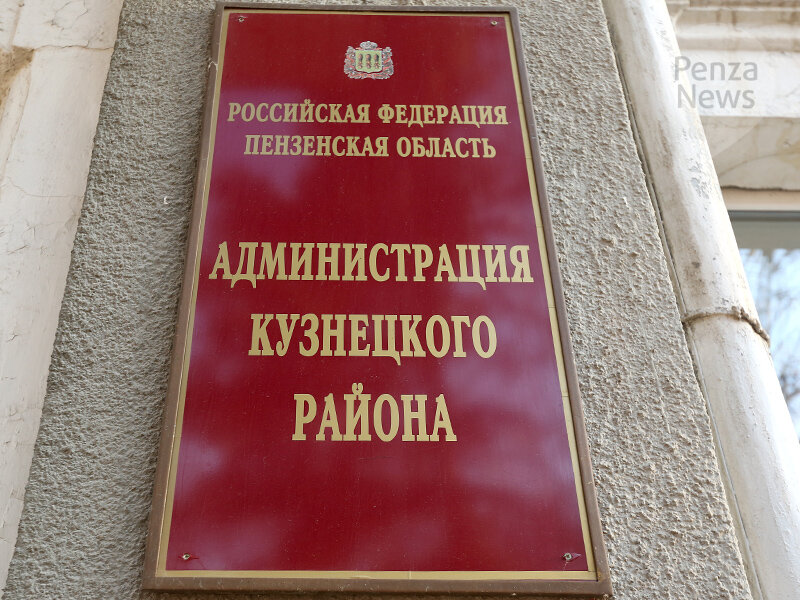 Penza
News
РОССИЙСКАЯ ФЕДЕРАЦИЯ
ПЕНЗЕНСКАЯ ОБЛАСТЬ
АДМИНИСТРАЦИЯ
КУЗНЕЦКОГО
РАЙОНА